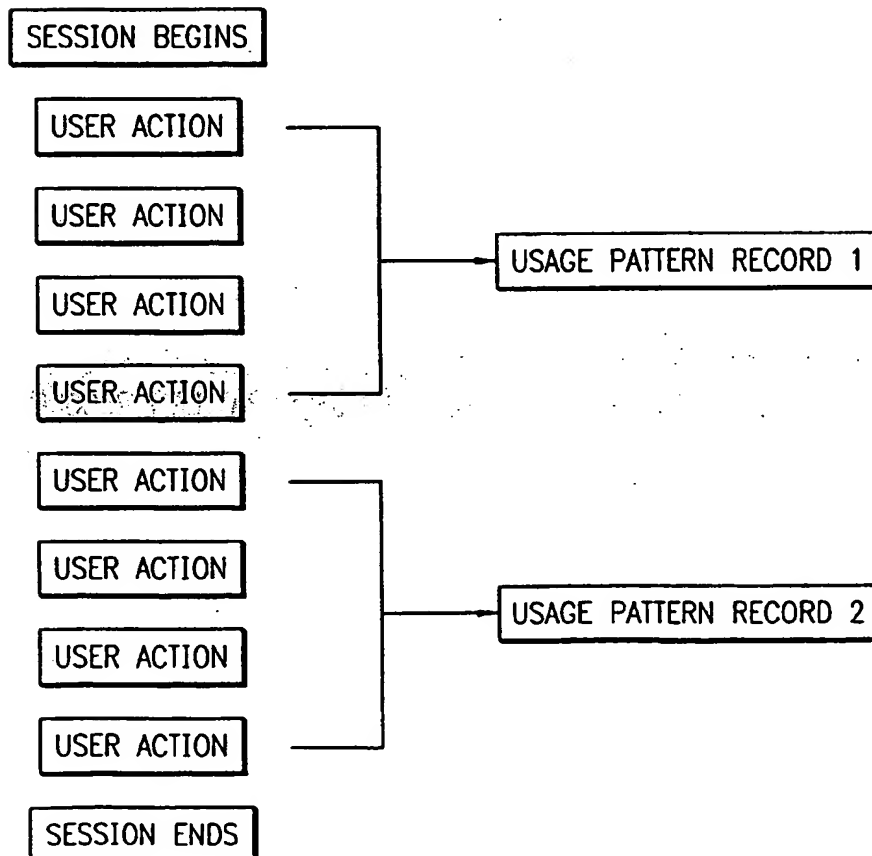 SESSION BEGINS
USER ACTION
USER ACTION
USER ACTION
USER ACTION
USAGE PATTERN RECORD 1
USER ACTION
USER ACTION
USER ACTION
USER ACTION
USAGE PATTERN RECORD 2
SESSION ENDS